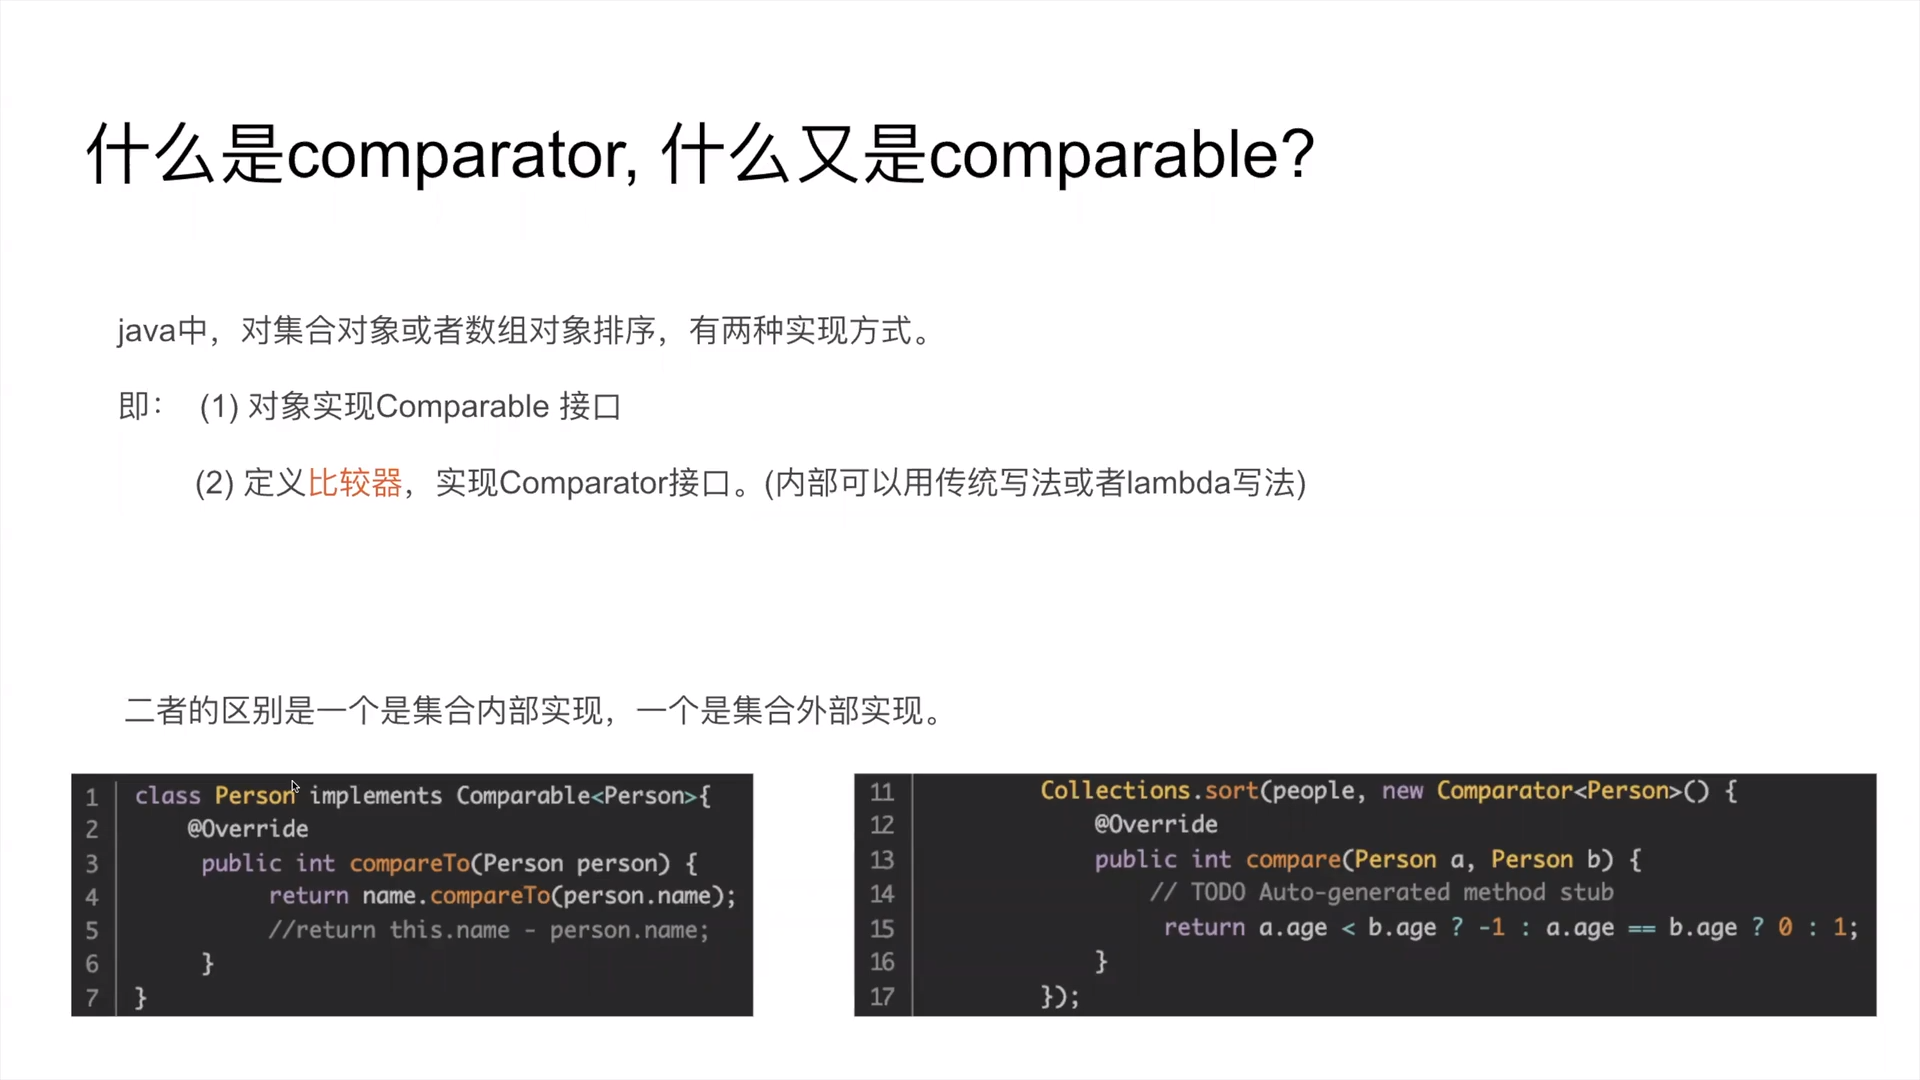 什么是comparator, 什么又是comparable?
java中，对集合对象或者数组对象排序，有两种实现方式。
即： (1) 对象实现Comparable 接口
(2) 定义比较器，实现Comparator接口。(内部可以用传统写法或者lambda写法)
二者的区别是一个是集合内部实现，一个是集合外部实现。
1 class Person implements Comparable<Person>{
2 @Override
3 public int compareTo(Person person) {
4 return name.compareTo(person.name);
5 //return this.name - person.name;
6 }
7 }
11 Collections.sort(people, new Comparator<Person>() {
12 @Override
13 public int compare(Person a, Person b) {
14 // TODO Auto-generated method stub
15 return a.age < b.age ? -1 : a.age == b.age ? 0 : 1;
16 }
17 });